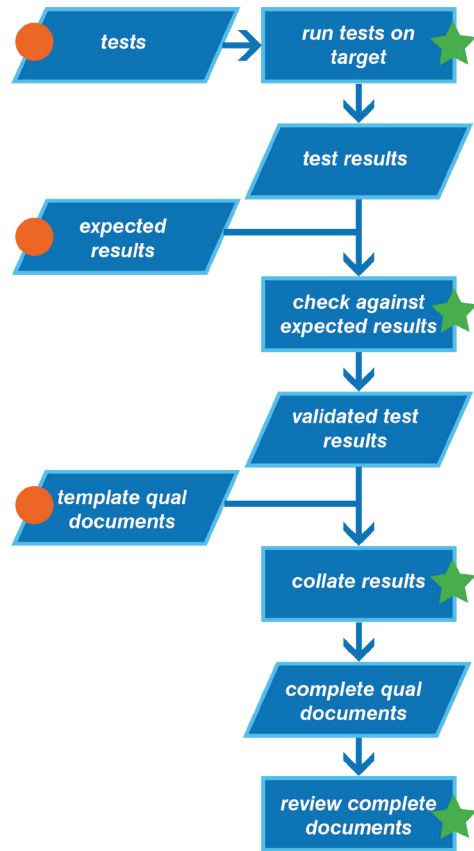 tests
run tests on
target
test results
expected
results
check against
expected results
validated test
results
template qual
documents
collate results
complete qual
documents
review complete
documents